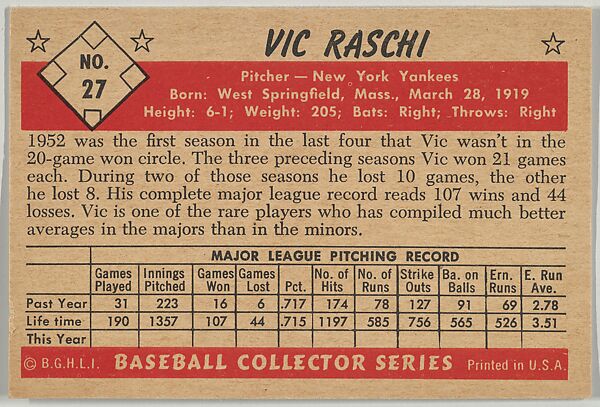 NO.
27
VIC RASCHI
Pitcher — New York Yankees
Born: West Springfield, Mass., March 28, 1919
Height: 6-1; Weight: 205; Bats: Right; Throws: Right
1952 was the first season in the last four that Vic wasn't in the
20-game won circle. The three preceding seasons Vic won 21 games
each. During two of those seasons he lost 10 games, the other
he lost 8. His complete major league record reads 107 wins and 44
losses. Vic is one of the rare players who has compiled much better
averages in the majors than in the minors.
MAJOR LEAGUE PITCHING RECORD
Games Innings Games Games No. of No. of Strike Ba. on Ern. E. Run
Played Pitched Won Lost Pct. Hits Runs Outs Balls Runs Ave.
Past Year 31 223 16 6 .717 174 78 127 91 69 2.78
Life time 190 1357 107 44 .715 1197 585 756 565 526 3.51
This Year
© B.G.H.L.I. BASEBALL COLLECTOR SERIES Printed in U.S.A.